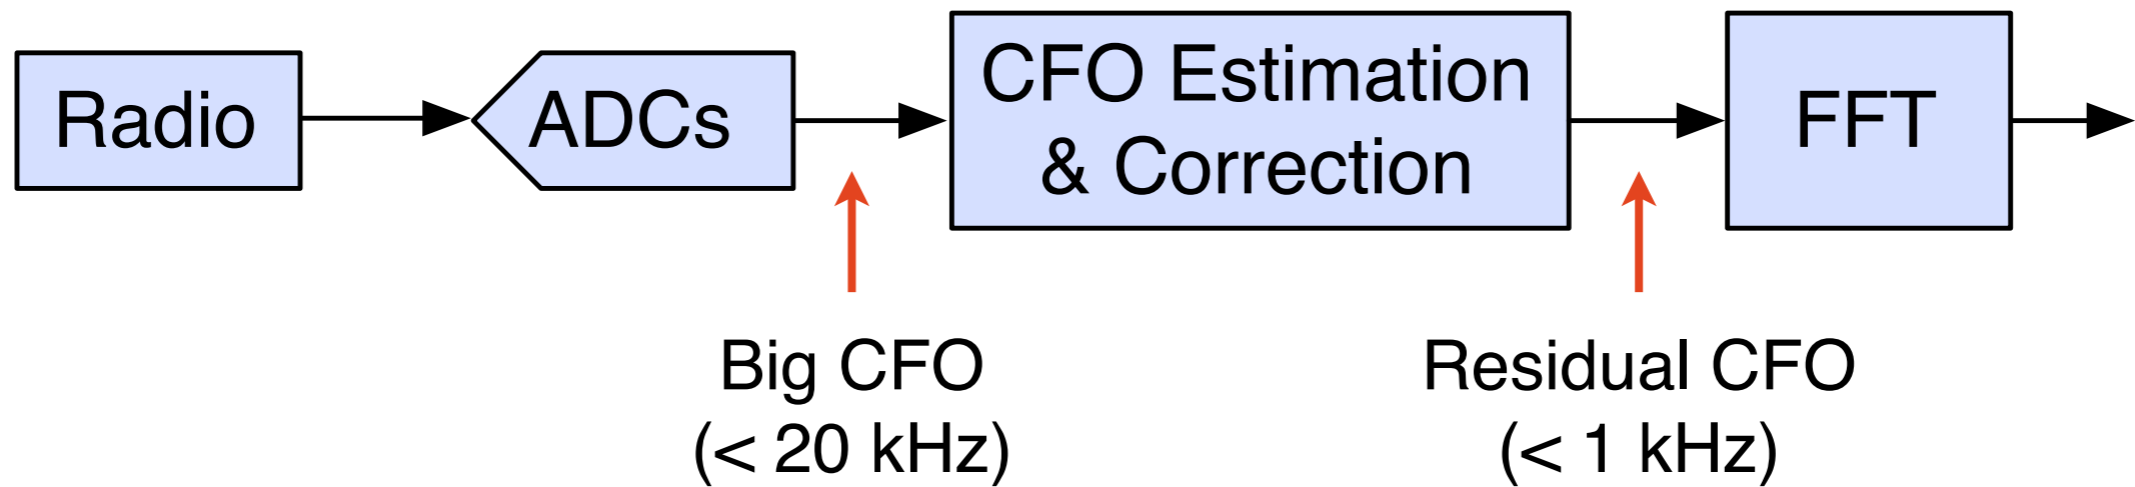 Radio
ADCs
CFO Estimation
& Correction
FFT
Big CFO
(< 20 kHz)
Residual CFO
(< 1 kHz)